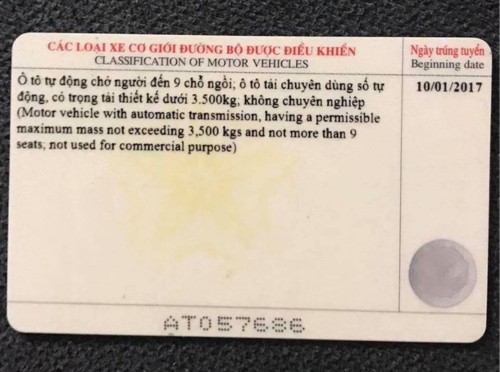 CÁC LOẠI XE CƠ GIỚI ĐƯỜNG BỘ ĐƯỢC ĐIỀU KHIỂN
CLASSIFICATION OF MOTOR VEHICLES
Ngày trúng tuyển
Beginning date
Ô tô tự động chở người đến 9 chỗ ngồi; ô tô tải chuyên dùng số tự
động, có trọng tải thiết kế dưới 3.500kg; không chuyên nghiệp
(Motor vehicle with automatic transmission, having a permissible
maximum mass not exceeding 3,500 kgs and not more than 9
seats, not used for commercial purpose)
10/01/2017
AT057686